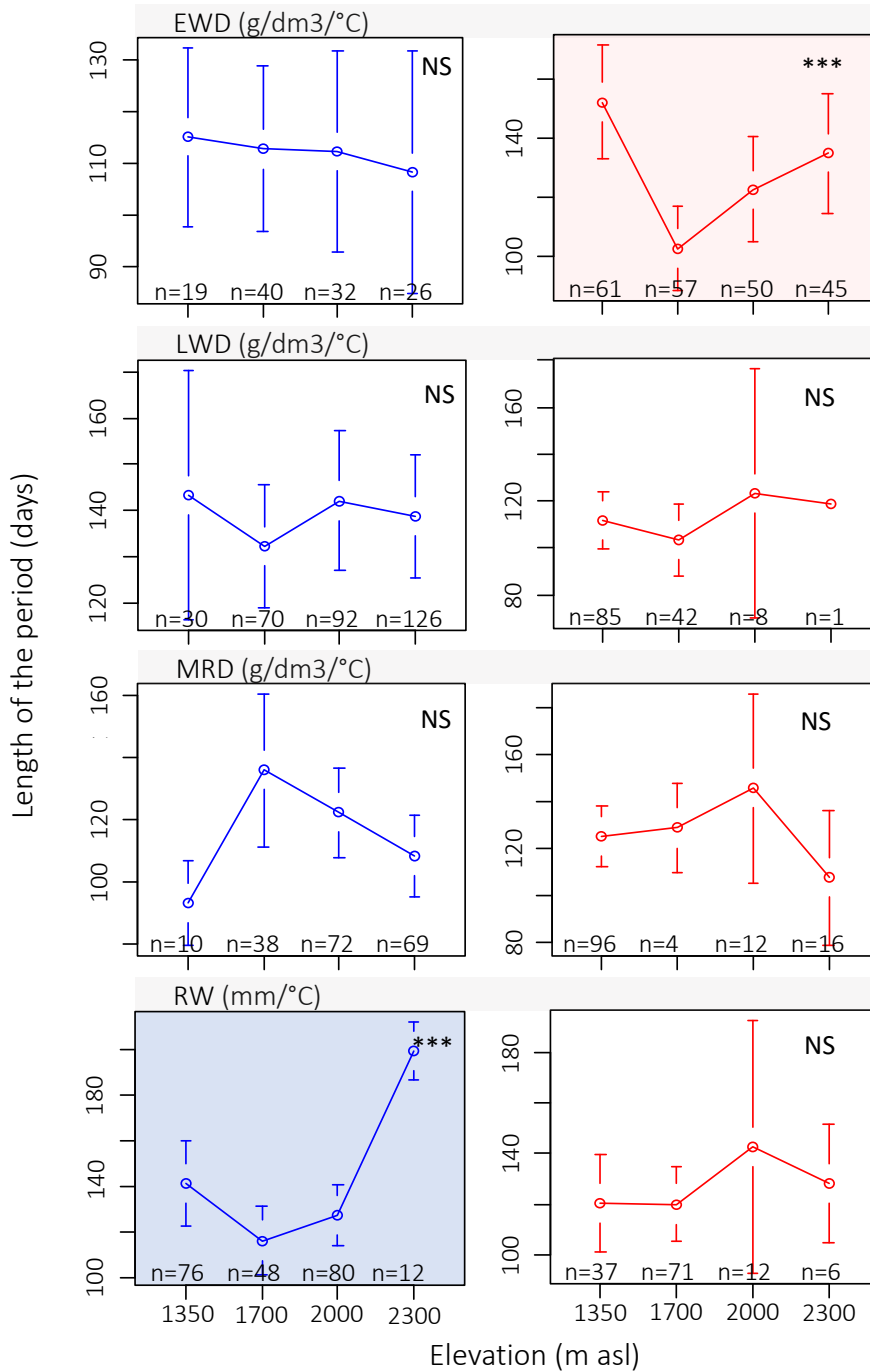 EWD (g/dm3/°C)
130
110
90
NS
n=19 n=40 n=32 n=26
140
100
***
n=61 n=57 n=50 n=45
LWD (g/dm3/°C)
160
140
120
NS
n=30 n=70 n=92 n=126
160
120
80
NS
n=85 n=42 n=8 n=1
MRD (g/dm3/°C)
160
120
100
NS
n=10 n=38 n=72 n=69
160
120
80
NS
n=96 n=4 n=12 n=16
RW (mm/°C)
180
140
100
***
n=76 n=48 n=80 n=12
1350 1700 2000 2300
180
140
100
NS
n=37 n=71 n=12 n=6
1350 1700 2000 2300
Length of the period (days)
Elevation (m asl)